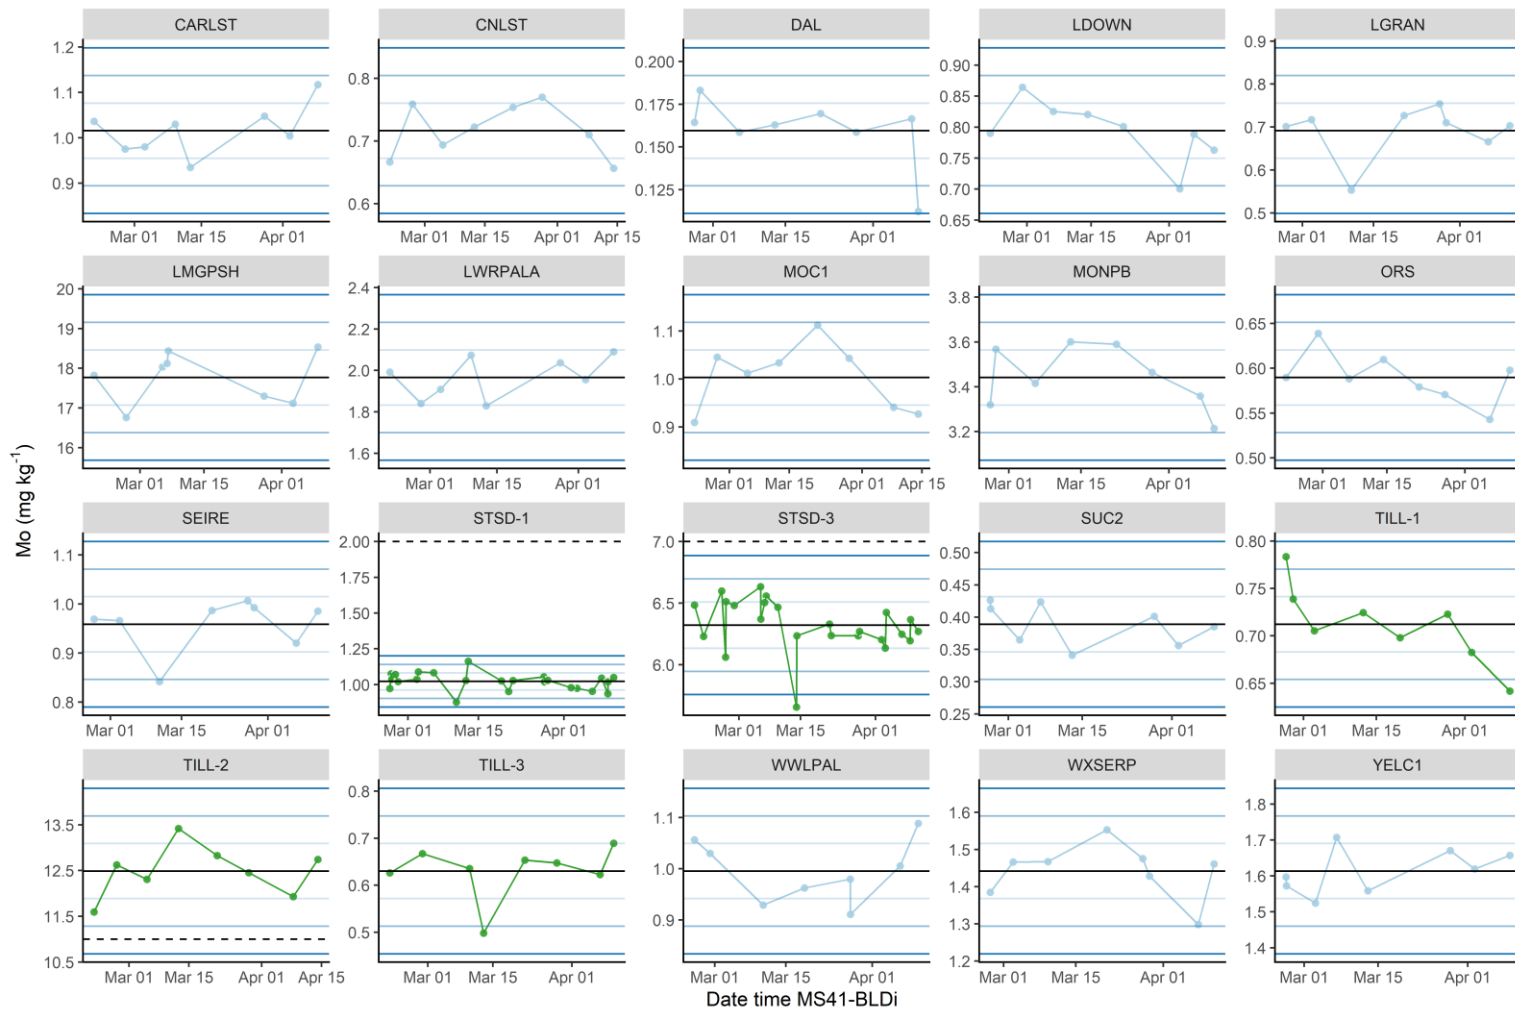 CARLST CNLST DAL LDOWN LGRAN
1.2 1.1 1.0 0.9
0.8 0.7 0.6
0.200 0.175 0.150 0.125
0.90 0.85 0.80 0.75 0.70 0.65
0.9 0.8 0.7 0.6 0.5
Mar 01 Mar 15 Apr 01
Mar 01 Mar 15 Apr 01 Apr 15
Mar 01 Mar 15 Apr 01
Mar 01 Mar 15 Apr 01
Mar 01 Mar 15 Apr 01
LMGPSH LWRPALA MOC1 MONPB ORS
20 19 18 17 16
2.4 2.2 2.0 1.8 1.6
1.1 1.0 0.9
3.8 3.6 3.4 3.2
0.65 0.60 0.55 0.50
Mar 01 Mar 15 Apr 01
Mar 01 Mar 15 Apr 01
Mar 01 Mar 15 Apr 01 Apr 15
Mar 01 Mar 15 Apr 01
Mar 01 Mar 15 Apr 01
Mo (mg kg⁻¹)
SEIRE STSD-1 STSD-3 SUC2 TILL-1
1.1 1.0 0.9 0.8
2.00 1.75 1.50 1.25 1.00
7.0 6.5 6.0
0.50 0.45 0.40 0.35 0.30 0.25
0.80 0.75 0.70 0.65
Mar 01 Mar 15 Apr 01
Mar 01 Mar 15 Apr 01
Mar 01 Mar 15 Apr 01
Mar 01 Mar 15 Apr 01
Mar 01 Mar 15 Apr 01
TILL-2 TILL-3 WWLPAL WXSERP YELC1
13.5 12.5 11.5 10.5
0.8 0.7 0.6 0.5
1.1 1.0 0.9
1.6 1.5 1.4 1.3 1.2
1.8 1.7 1.6 1.5 1.4
Mar 01 Mar 15 Apr 01 Apr 15
Mar 01 Mar 15 Apr 01
Mar 01 Mar 15 Apr 01
Mar 01 Mar 15 Apr 01
Mar 01 Mar 15 Apr 01
Date time MS41-BLDi